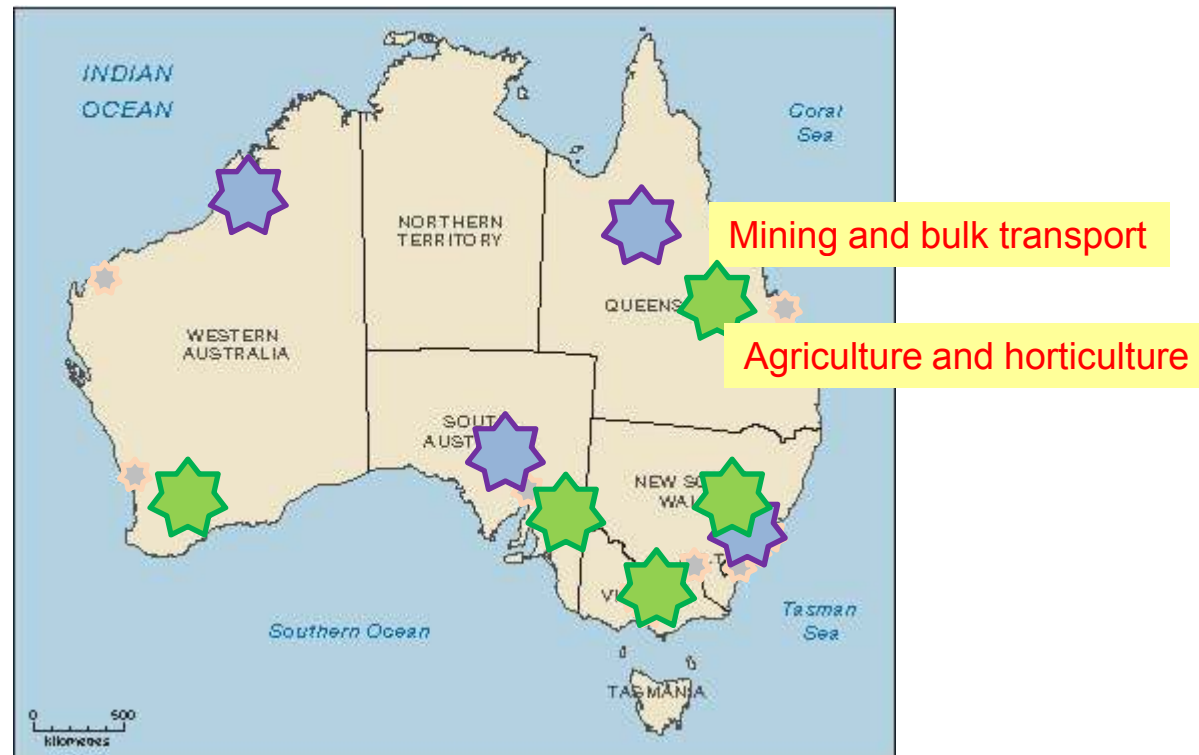 INDIAN
OCEAN
Coral
Sea
NORTHERN
TERRITORY
Mining and bulk transport
QUEENS
WESTERN
AUSTRALIA
Agriculture and horticulture
SOUT
AUST
NEW SO
WAL
V
Southern Ocean
Tasman
Sea
TASMANIA
0 500
kilometres